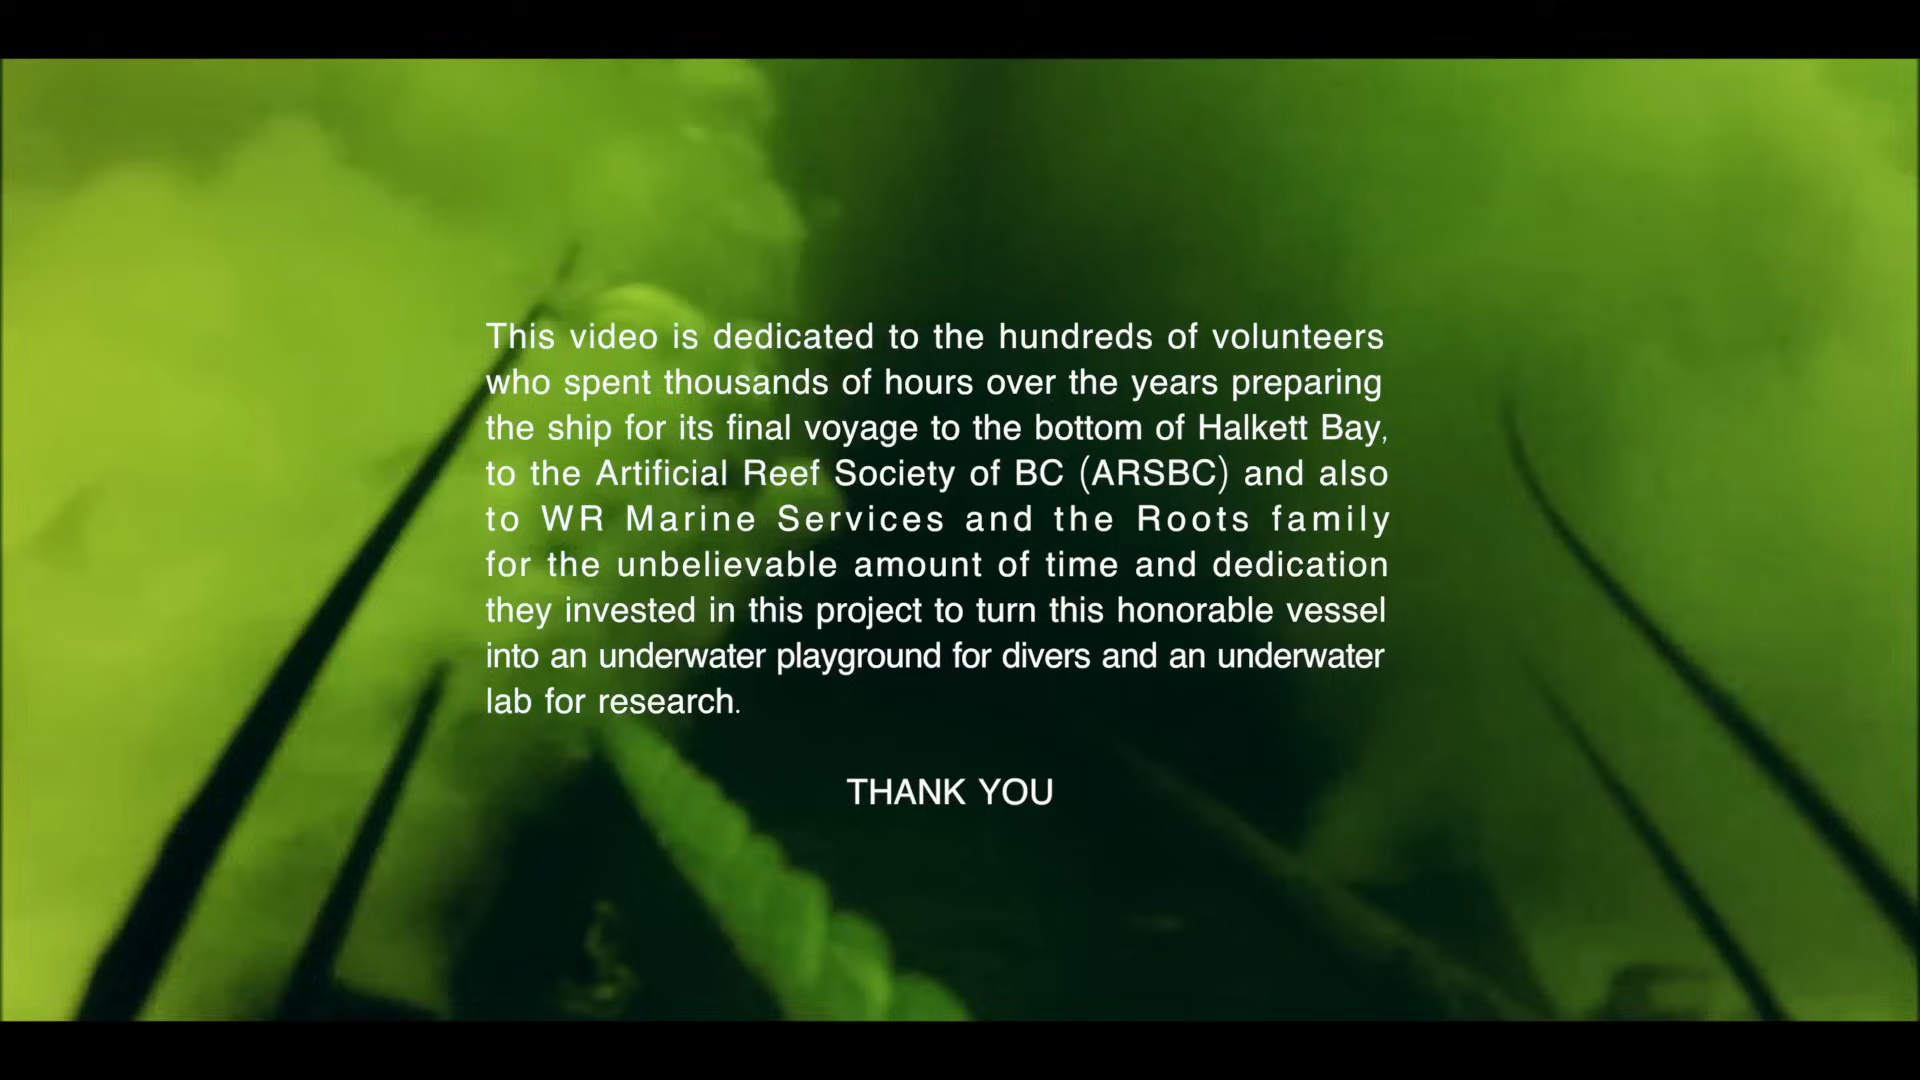 This video is dedicated to the hundreds of volunteers
who spent thousands of hours over the years preparing
the ship for its final voyage to the bottom of Halkett Bay,
to the Artificial Reef Society of BC (ARSBC) and also
to WR Marine Services and the Roots family
for the unbelievable amount of time and dedication
they invested in this project to turn this honorable vessel
into an underwater playground for divers and an underwater
lab for research.
THANK YOU